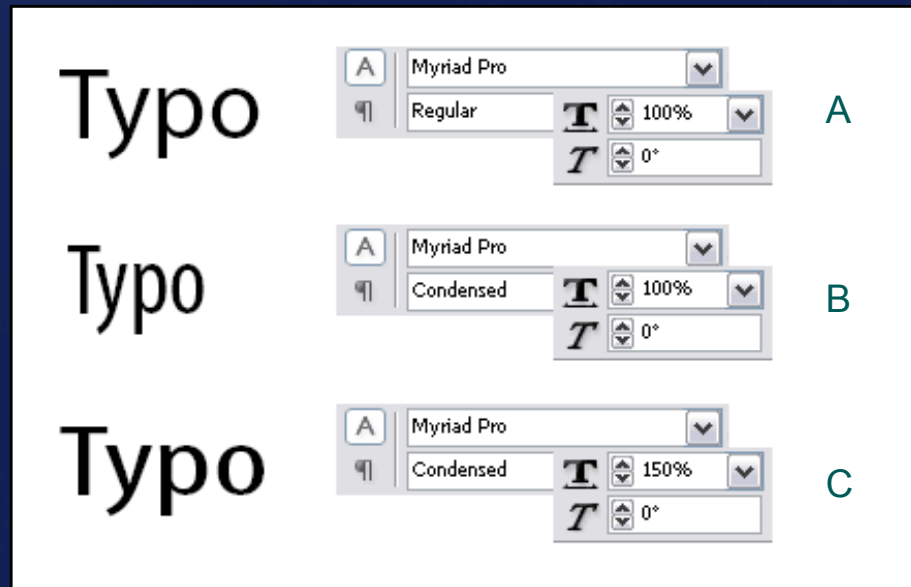 Typo
A
Myriad Pro
¶
Regular
T
100%
A
T
0°
Typo
A
Myriad Pro
¶
Condensed
T
100%
B
T
0°
Typo
A
Myriad Pro
¶
Condensed
T
150%
C
T
0°